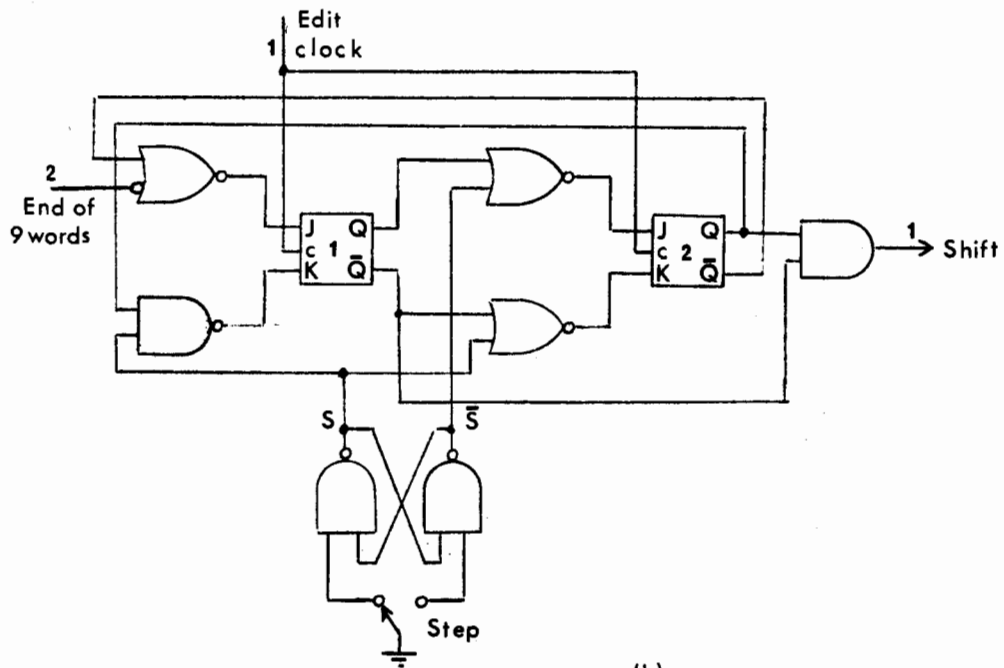 Edit
1 clock
2
End of
9 words
J Q
C 1
K Q̅
J Q
C 2
K Q̅
1
Shift
S S̅
Step